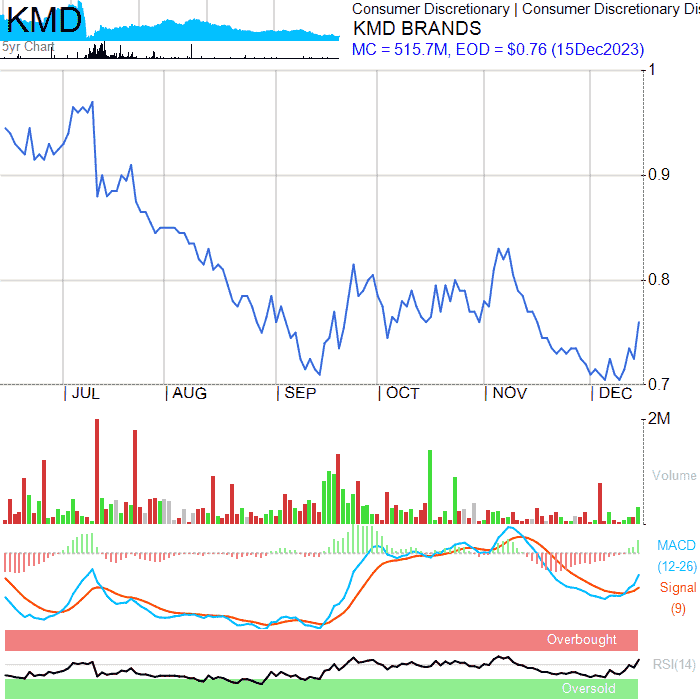 KMD
5yr Chart
Consumer Discretionary | Consumer Discretionary Dis
KMD BRANDS
MC = 515.7M, EOD = $0.76 (15Dec2023)
1
0.9
0.8
0.7
JUL AUG SEP OCT NOV DEC
2M
Volume
MACD
(12-26)
Signal
(9)
Overbought
RSI(14)
Oversold